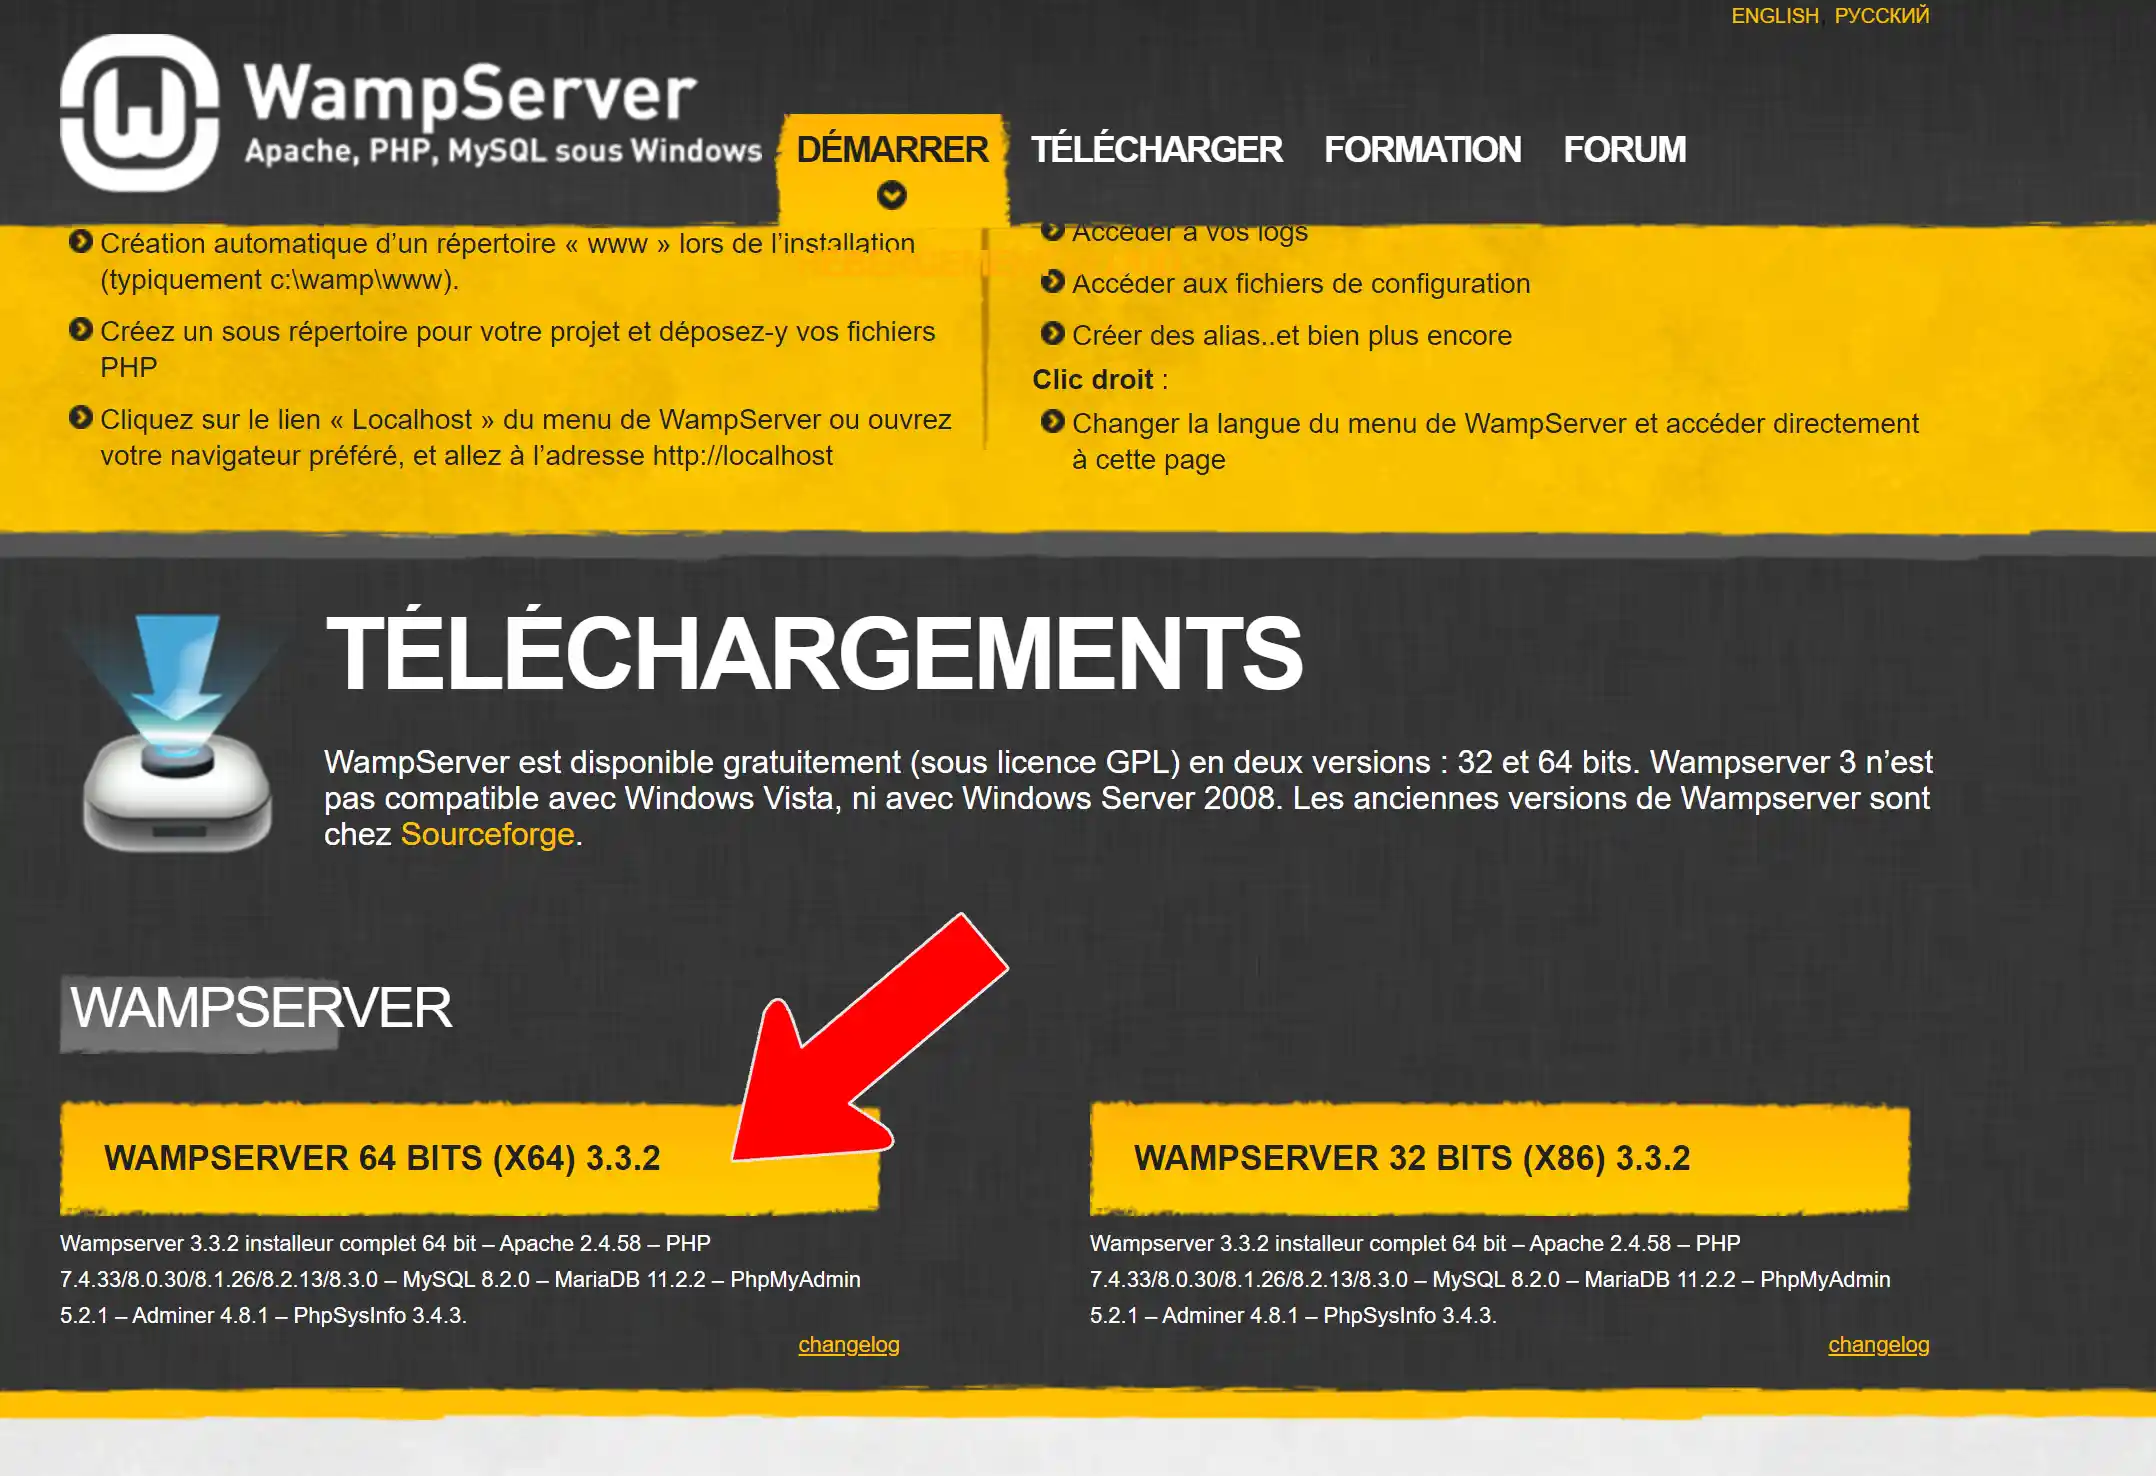 ENGLISH, РУССКИЙ
WampServer
Apache, PHP, MySQL sous Windows
DÉMARRER TÉLÉCHARGER FORMATION FORUM
Création automatique d’un répertoire « www » lors de l’installation
(typiquement c:\wamp\www).
Créez un sous répertoire pour votre projet et déposez-y vos fichiers
PHP
Cliquez sur le lien « Localhost » du menu de WampServer ou ouvrez
votre navigateur préféré, et allez à l’adresse http://localhost
Accéder à vos logs
Accéder aux fichiers de configuration
Créer des alias..et bien plus encore
Clic droit :
Changer la langue du menu de WampServer et accéder directement
à cette page
TÉLÉCHARGEMENTS
WampServer est disponible gratuitement (sous licence GPL) en deux versions : 32 et 64 bits. Wampserver 3 n’est
pas compatible avec Windows Vista, ni avec Windows Server 2008. Les anciennes versions de Wampserver sont
chez Sourceforge.
WAMPSERVER
WAMPSERVER 64 BITS (X64) 3.3.2
Wampserver 3.3.2 installeur complet 64 bit – Apache 2.4.58 – PHP
7.4.33/8.0.30/8.1.26/8.2.13/8.3.0 – MySQL 8.2.0 – MariaDB 11.2.2 – PhpMyAdmin
5.2.1 – Adminer 4.8.1 – PhpSysInfo 3.4.3.
changelog
WAMPSERVER 32 BITS (X86) 3.3.2
Wampserver 3.3.2 installeur complet 64 bit – Apache 2.4.58 – PHP
7.4.33/8.0.30/8.1.26/8.2.13/8.3.0 – MySQL 8.2.0 – MariaDB 11.2.2 – PhpMyAdmin
5.2.1 – Adminer 4.8.1 – PhpSysInfo 3.4.3.
changelog